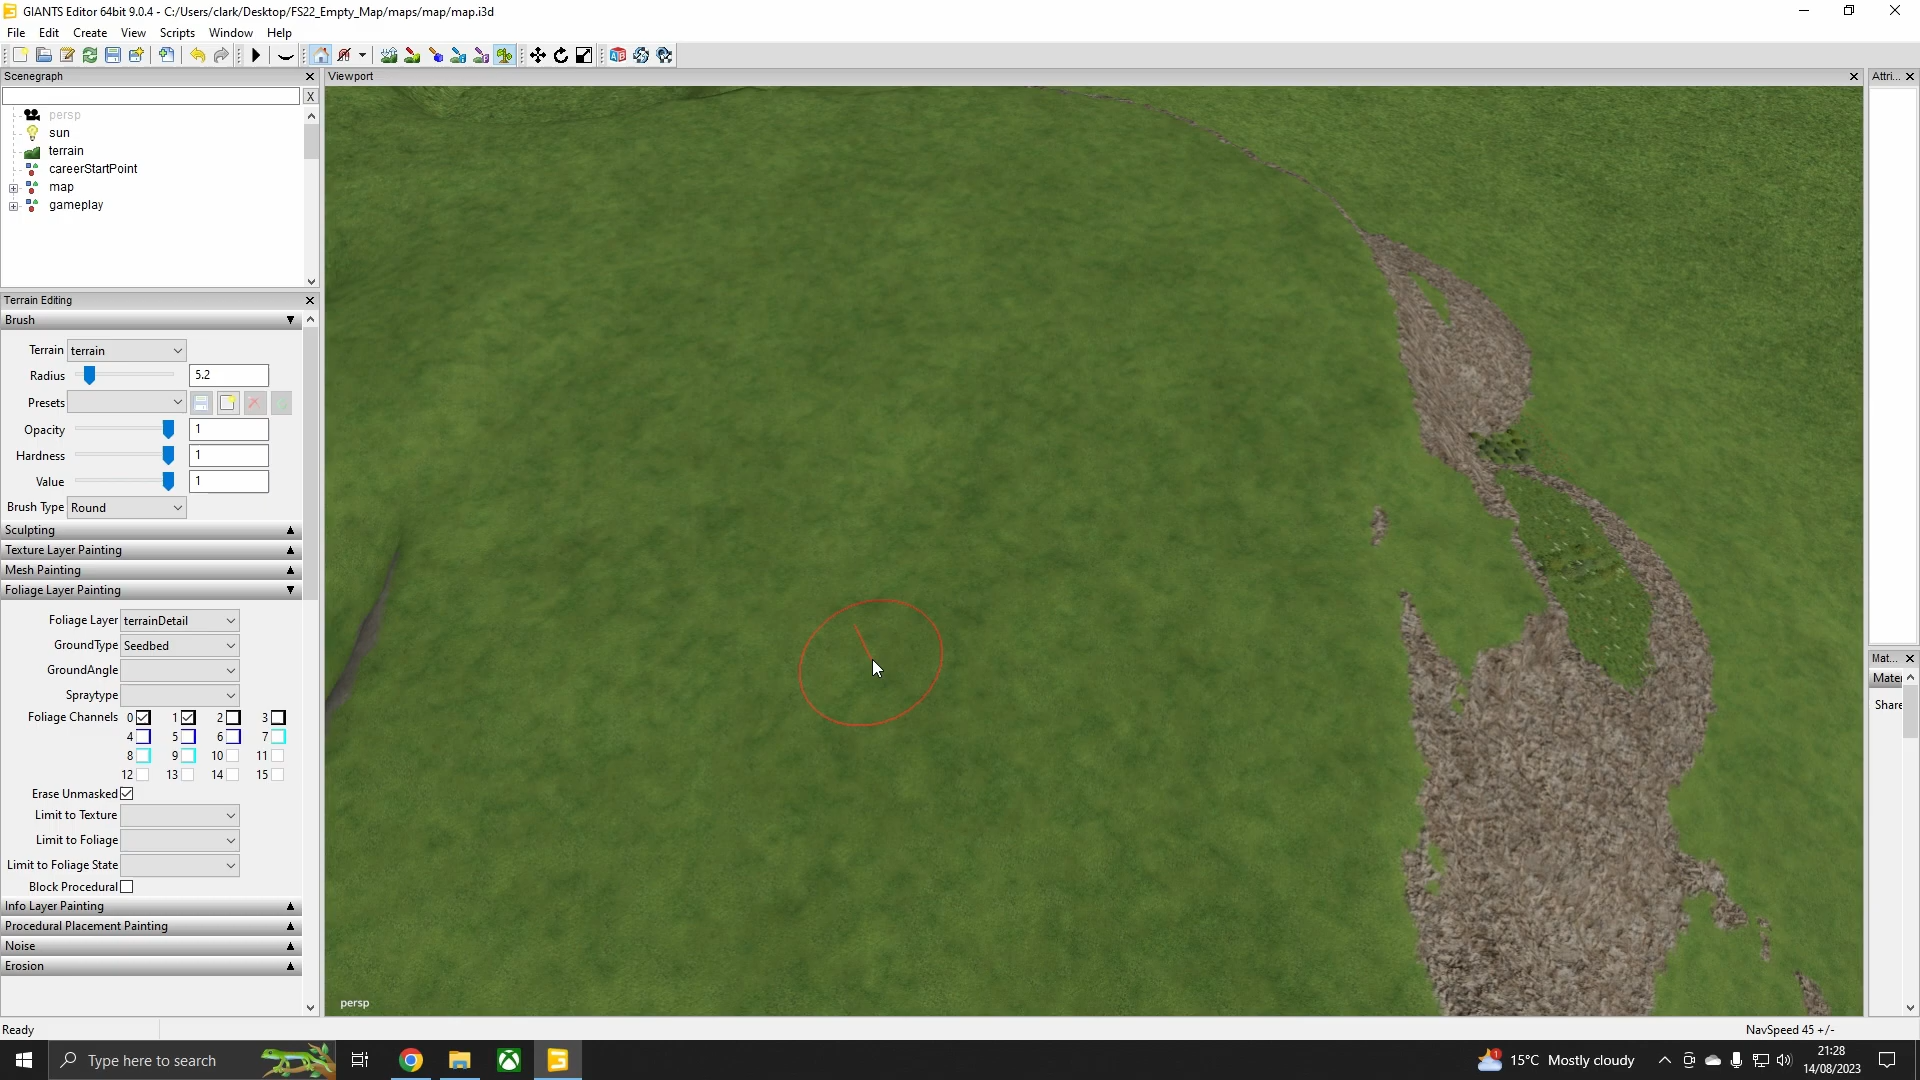 GIANTS Editor 64bit 9.0.4 - C:/Users/clark/Desktop/FS22_Empty_Map/maps/map/map.i3d
File Edit Create View Scripts Window Help
Scenegraph
X
persp
sun
terrain
careerStartPoint
map
gameplay
Terrain Editing
Brush
Terrain terrain
Radius 5.2
Presets
Opacity 1
Hardness 1
Value 1
Brush Type Round
Sculpting
Texture Layer Painting
Mesh Painting
Foliage Layer Painting
Foliage Layer terrainDetail
GroundType Seedbed
GroundAngle
Spraytype
Foliage Channels 0 1 2 3
4 5 6 7
8 9 10 11
12 13 14 15
Erase Unmasked
Limit to Texture
Limit to Foliage
Limit to Foliage State
Block Procedural
Info Layer Painting
Procedural Placement Painting
Noise
Erosion
Viewport
persp
Attri...
Mat...
Mater
Share
Ready
NavSpeed 45 +/-
Type here to search
1
15°C Mostly cloudy
21:28
14/08/2023